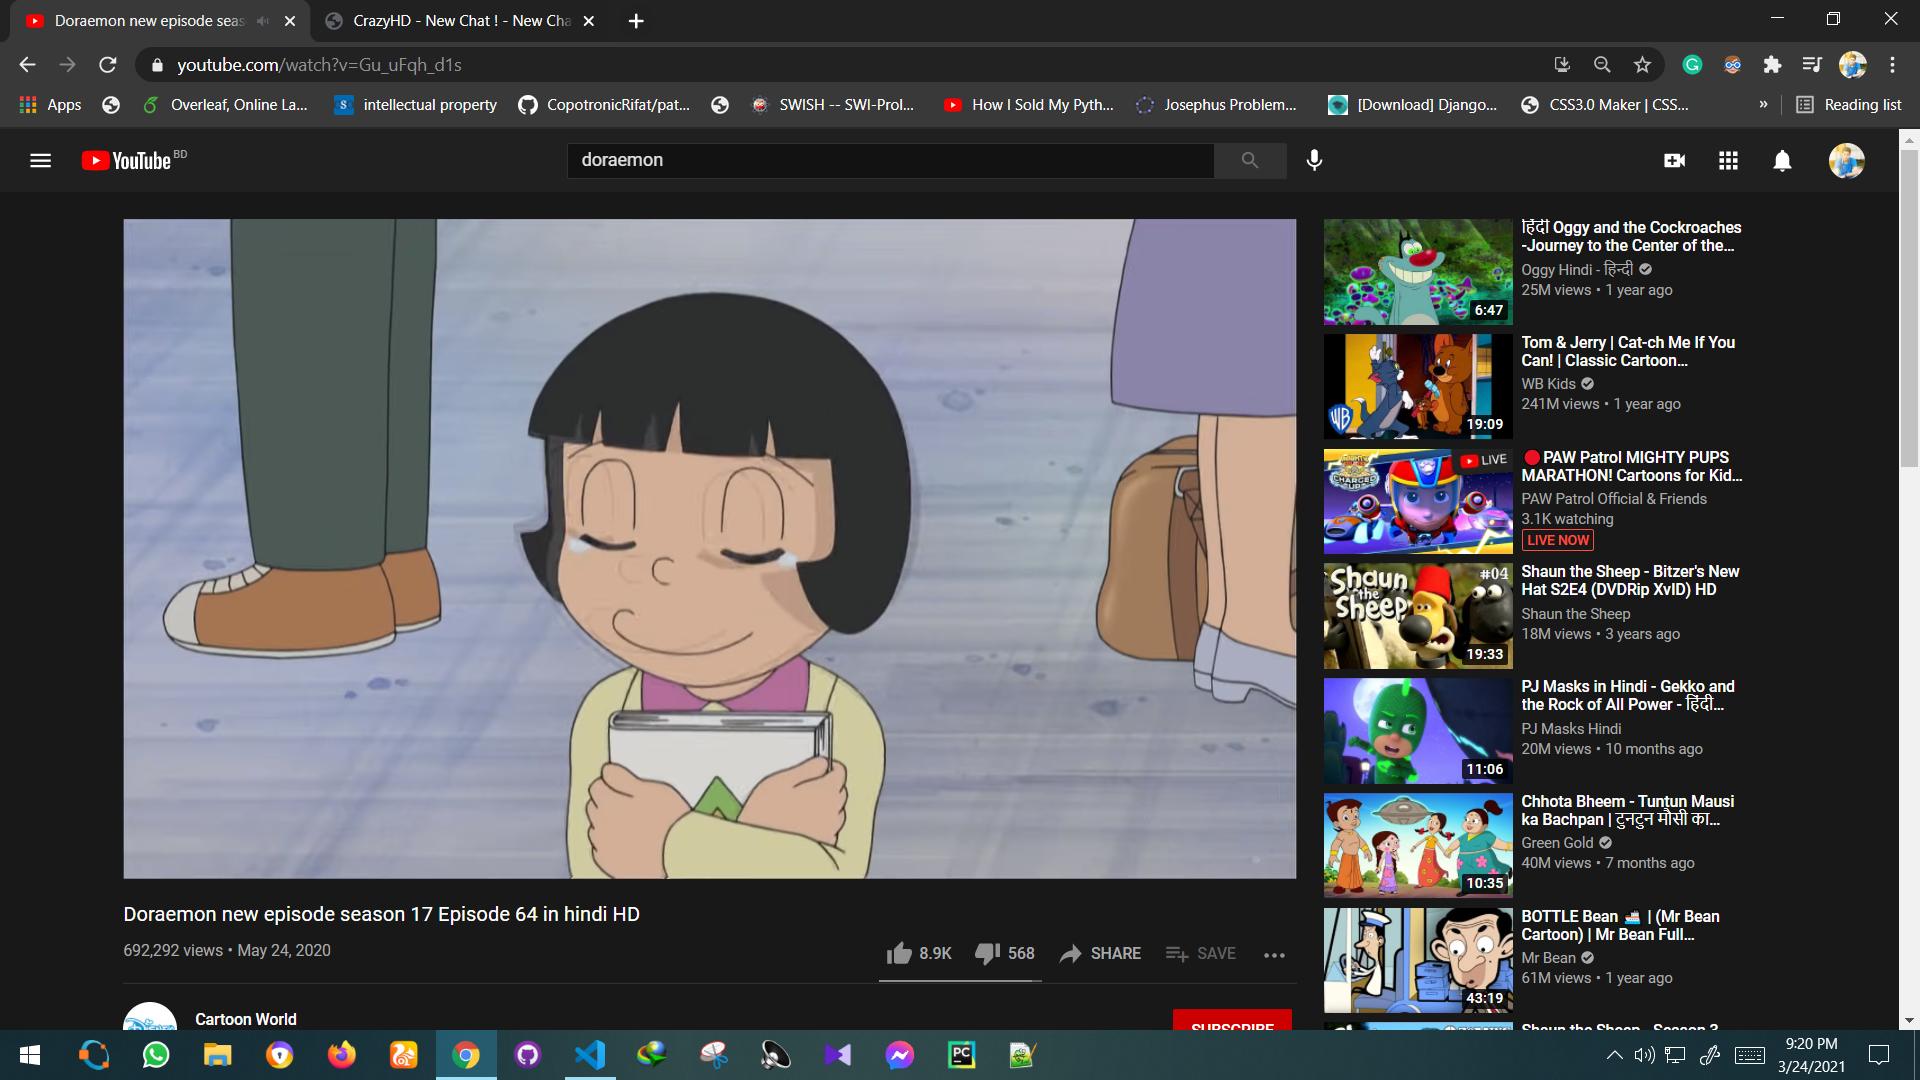 Doraemon new episode seas
CrazyHD - New Chat ! - New Cha
youtube.com/watch?v=Gu_uFqh_d1s
Apps
Overleaf, Online La...
intellectual property
CopotronicRifat/pat...
SWISH -- SWI-Prol...
How I Sold My Pyth...
Josephus Problem...
[Download] Django...
CSS3.0 Maker | CSS...
»
Reading list
YouTube BD
doraemon
हिंदी Oggy and the Cockroaches
-Journey to the Center of the...
Oggy Hindi - हिन्दी
25M views • 1 year ago
6:47
Tom & Jerry | Cat-ch Me If You
Can! | Classic Cartoon...
WB Kids
241M views • 1 year ago
WB
19:09
PAW Patrol MIGHTY PUPS
MARATHON! Cartoons for Kid...
PAW Patrol Official & Friends
3.1K watching
LIVE NOW
LIVE
CHARGED UP
Shaun the Sheep - Bitzer's New
Hat S2E4 (DVDRip XvID) HD
Shaun the Sheep
18M views • 3 years ago
Shaun
the
Sheep
#04
19:33
PJ Masks in Hindi - Gekko and
the Rock of All Power - हिंदी...
PJ Masks Hindi
20M views • 10 months ago
11:06
Chhota Bheem - Tuntun Mausi
ka Bachpan | टुनटुन मौसी का...
Green Gold
40M views • 7 months ago
10:35
BOTTLE Bean 🚢 | (Mr Bean
Cartoon) | Mr Bean Full...
Mr Bean
61M views • 1 year ago
43:19
Shaun the Sheep - Season 3
Doraemon new episode season 17 Episode 64 in hindi HD
692,292 views • May 24, 2020
8.9K
568
SHARE
SAVE
Cartoon World
SUBSCRIBE
PC
9:20 PM
3/24/2021